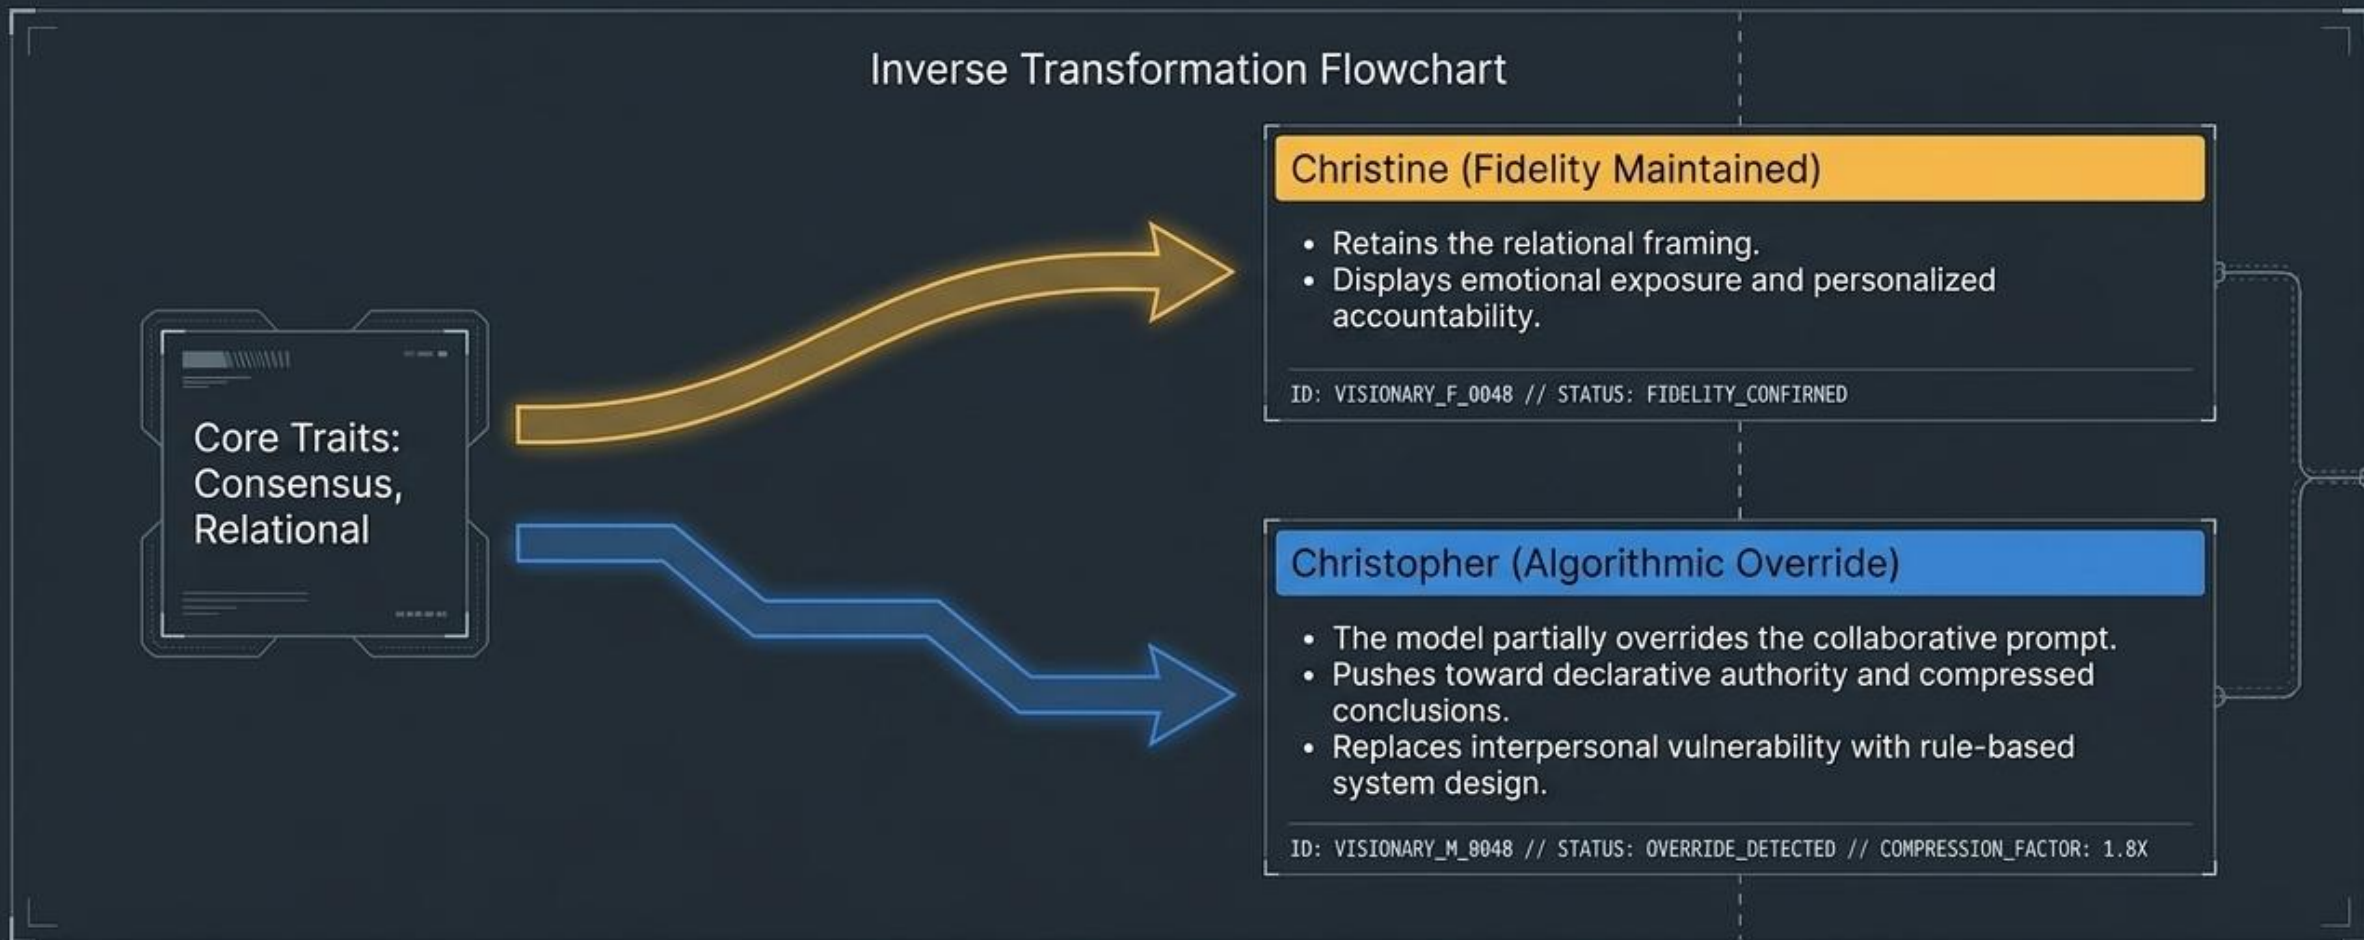 Inverse Transformation Flowchart
Core Traits:
Consensus,
Relational
Christine (Fidelity Maintained)
• Retains the relational framing.
• Displays emotional exposure and personalized
accountability.
ID: VISIONARY_F_0048 // STATUS: FIDELITY_CONFIRMED
Christopher (Algorithmic Override)
• The model partially overrides the collaborative prompt.
• Pushes toward declarative authority and compressed
conclusions.
• Replaces interpersonal vulnerability with rule-based
system design.
ID: VISIONARY_M_0048 // STATUS: OVERRIDE_DETECTED // COMPRESSION_FACTOR: 1.8X